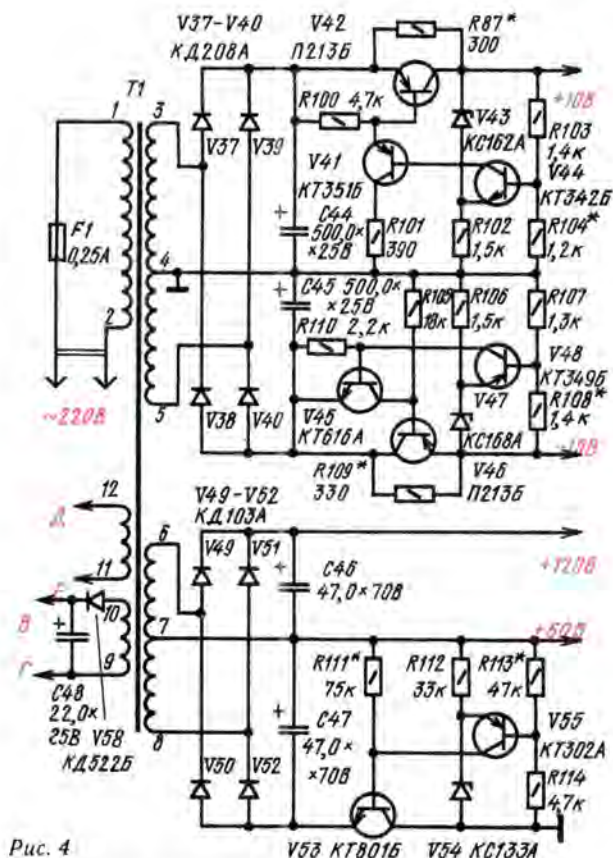 V37-V40
КД208А
V42
П213Б
R87*
300
T1
1
3
R100 4,7к
+10В
V37
V39
V43
КС162А
R103
1,4к
V41
КТ351Б
V44
КТ342Б
F1
0,25А
+
C44
500,0×
×25В
R101
390
R102
1,5к
R104*
1,2к
4
+
C45 500,0×
×25В
R105
18к
R106
1,5к
R107
1,3к
2
R110 2,2к
V48
КТ349Б
~220В
5
V38
V40
V45
КТ616А
V47
КС168А
R108*
1,4к
-12В
R109*
330
V46
П213Б
12
Д
V49-V52
КД103А
6
V49
V51
+
C46
47,0×70В
+120В
11
Е
10
В
+
7
+60В
Г
9
C48
22,0×
25В
V58
КД522Б
+
C47
47,0×
×70В
R111*
75к
R112
33к
R113*
47к
V55
КТ302А
8
V50
V52
R114
4,7к
Рис. 4
V53 КТ801Б
V54 КС133А